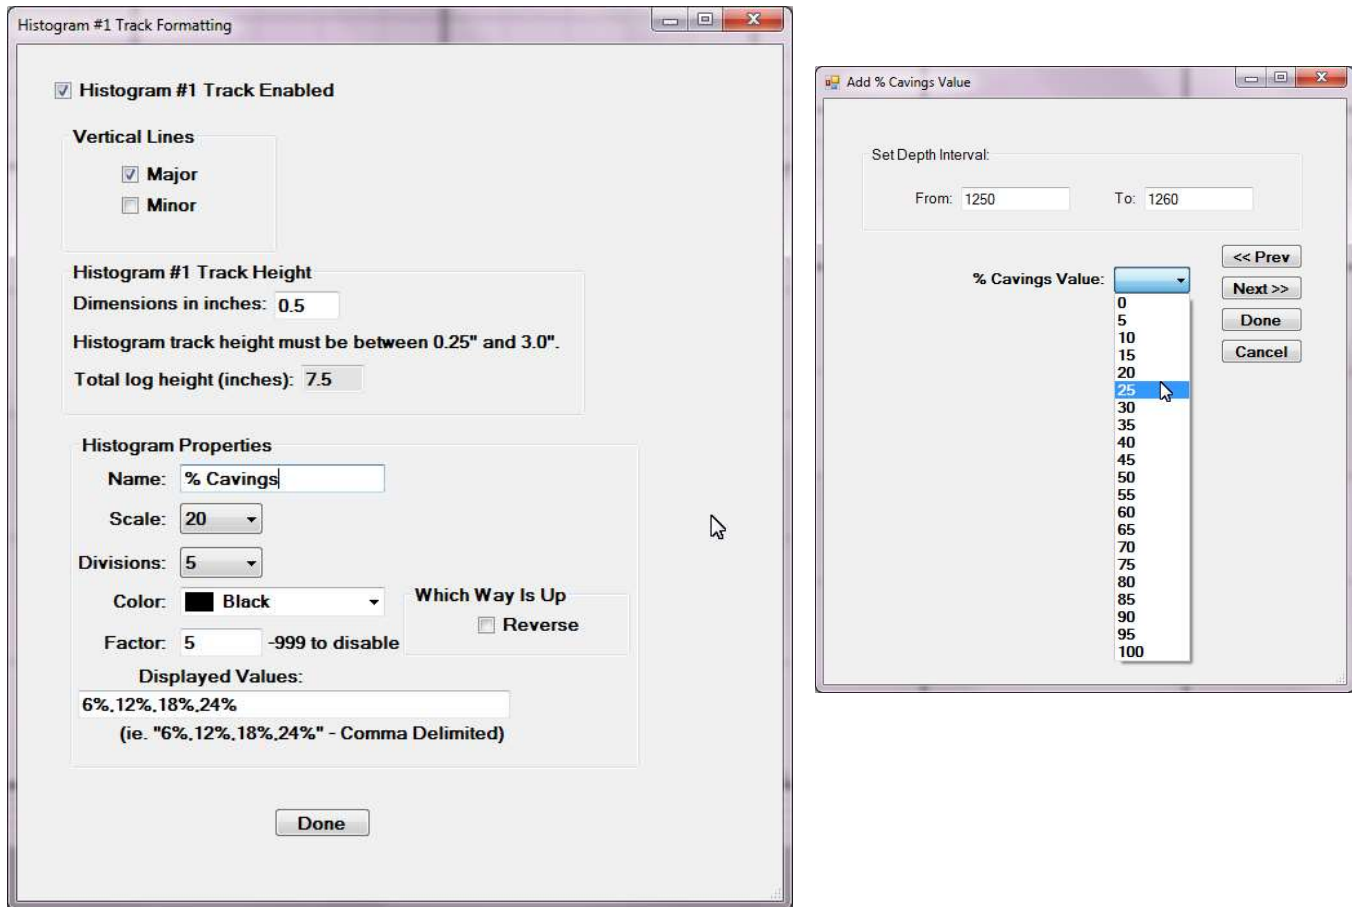 Histogram #1 Track Formatting
Histogram #1 Track Enabled
Vertical Lines
Major
Minor
Histogram #1 Track Height
Dimensions in inches: 0.5
Histogram track height must be between 0.25" and 3.0".
Total log height (inches): 7.5
Histogram Properties
Name: % Cavings
Scale: 20
Divisions: 5
Color: Black
Which Way Is Up
Reverse
Factor: 5 -999 to disable
Displayed Values:
6%,12%,18%,24%
(ie. "6%,12%,18%,24%" - Comma Delimited)
Done
Add % Cavings Value
Set Depth Interval:
From: 1250 To: 1260
% Cavings Value:
0
5
10
15
20
25
30
35
40
45
50
55
60
65
70
75
80
85
90
95
100
<< Prev
Next >>
Done
Cancel